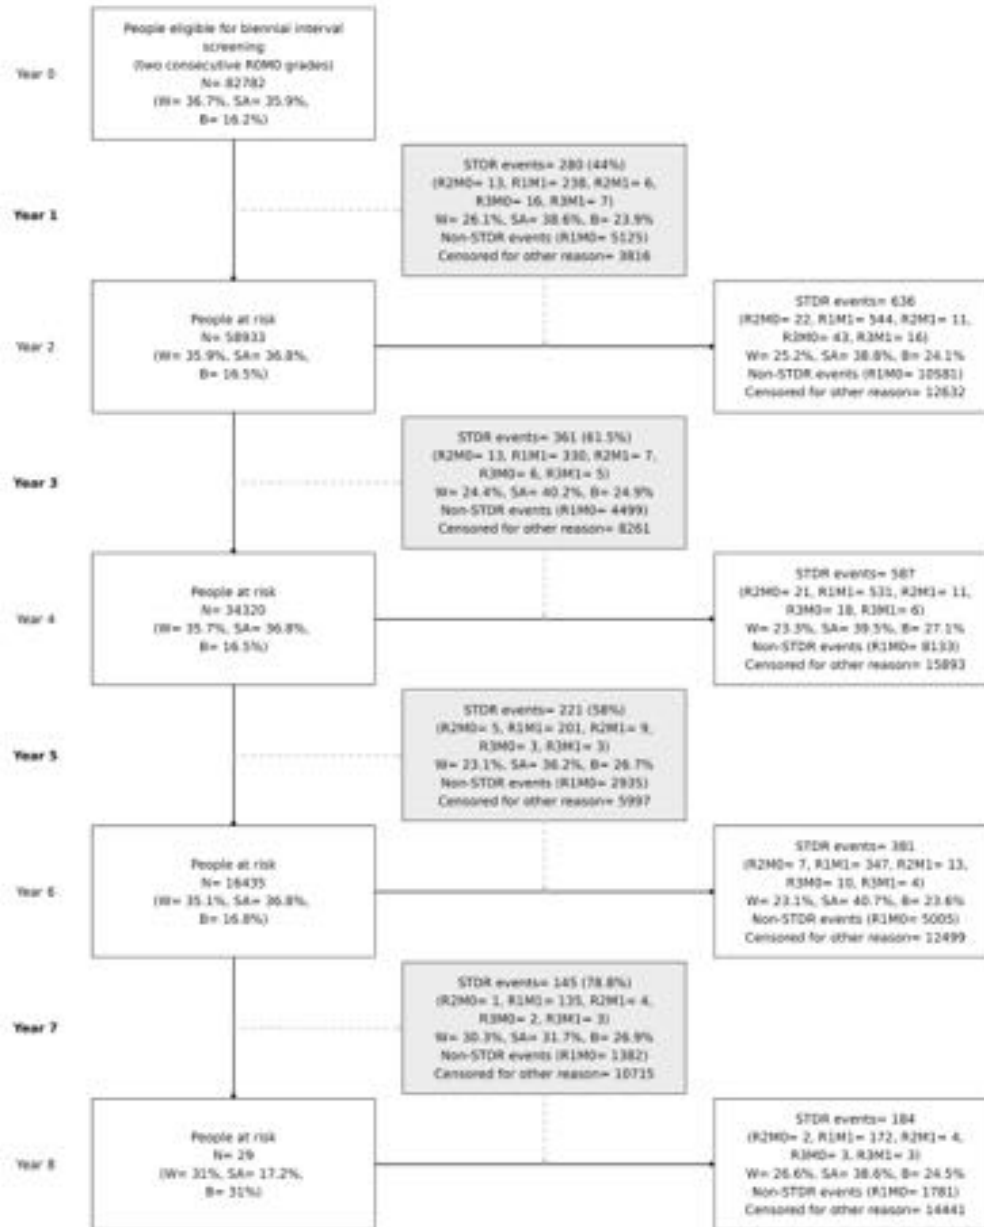 People eligible for biennial interval
screening
(two consecutive R0M0 grades)
N= 82782
(W= 36.7%, SA= 35.9%,
B= 16.2%)
Year 0
STDR events= 280 (44%)
(R2M0= 13, R1M1= 238, R2M1= 6,
R3M0= 16, R3M1= 7)
W= 26.1%, SA= 38.6%, B= 23.9%
Non-STDR events (R1M0= 5125)
Censored for other reason= 3816
Year 1
People at risk
N= 58933
(W= 35.9%, SA= 36.8%,
B= 16.5%)
Year 2
STDR events= 636
(R2M0= 22, R1M1= 544, R2M1= 11,
R3M0= 43, R3M1= 16)
W= 25.2%, SA= 38.8%, B= 24.1%
Non-STDR events (R1M0= 10581)
Censored for other reason= 12632
STDR events= 361 (61.5%)
(R2M0= 13, R1M1= 330, R2M1= 7,
R3M0= 6, R3M1= 5)
W= 24.4%, SA= 40.2%, B= 24.9%
Non-STDR events (R1M0= 4499)
Censored for other reason= 8261
Year 3
People at risk
N= 34320
(W= 35.7%, SA= 36.8%,
B= 16.5%)
Year 4
STDR events= 587
(R2M0= 21, R1M1= 531, R2M1= 11,
R3M0= 18, R3M1= 6)
W= 23.3%, SA= 39.5%, B= 27.1%
Non-STDR events (R1M0= 8133)
Censored for other reason= 15893
STDR events= 221 (58%)
(R2M0= 5, R1M1= 201, R2M1= 9,
R3M0= 3, R3M1= 3)
W= 23.1%, SA= 36.2%, B= 26.7%
Non-STDR events (R1M0= 2935)
Censored for other reason= 5997
Year 5
People at risk
N= 16435
(W= 35.1%, SA= 36.8%,
B= 16.8%)
Year 6
STDR events= 381
(R2M0= 7, R1M1= 347, R2M1= 13,
R3M0= 10, R3M1= 4)
W= 23.1%, SA= 40.7%, B= 23.6%
Non-STDR events (R1M0= 5005)
Censored for other reason= 12499
STDR events= 145 (78.8%)
(R2M0= 1, R1M1= 135, R2M1= 4,
R3M0= 2, R3M1= 3)
W= 30.3%, SA= 31.7%, B= 26.9%
Non-STDR events (R1M0= 1382)
Censored for other reason= 10715
Year 7
People at risk
N= 29
(W= 31%, SA= 17.2%,
B= 31%)
Year 8
STDR events= 184
(R2M0= 2, R1M1= 172, R2M1= 4,
R3M0= 3, R3M1= 3)
W= 26.6%, SA= 38.6%, B= 24.5%
Non-STDR events (R1M0= 1781)
Censored for other reason= 14441